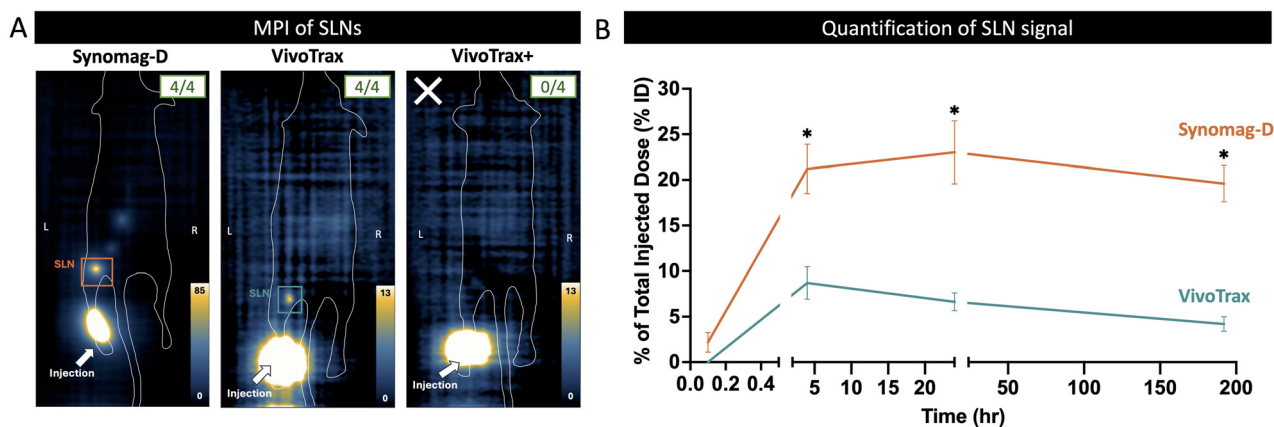 A
MPI of SLNs
Synomag-D
VivoTrax
VivoTrax+
4/4
4/4
0/4
L
R
L
R
L
R
SLN
SLN
85
13
13
Injection
Injection
Injection
0
0
0
B
Quantification of SLN signal
% of Total Injected Dose (% ID)
30
25
20
15
10
5
0
*
*
*
Synomag-D
VivoTrax
0.0 0.2 0.4 5 10 15 20 50 100 150 200
Time (hr)